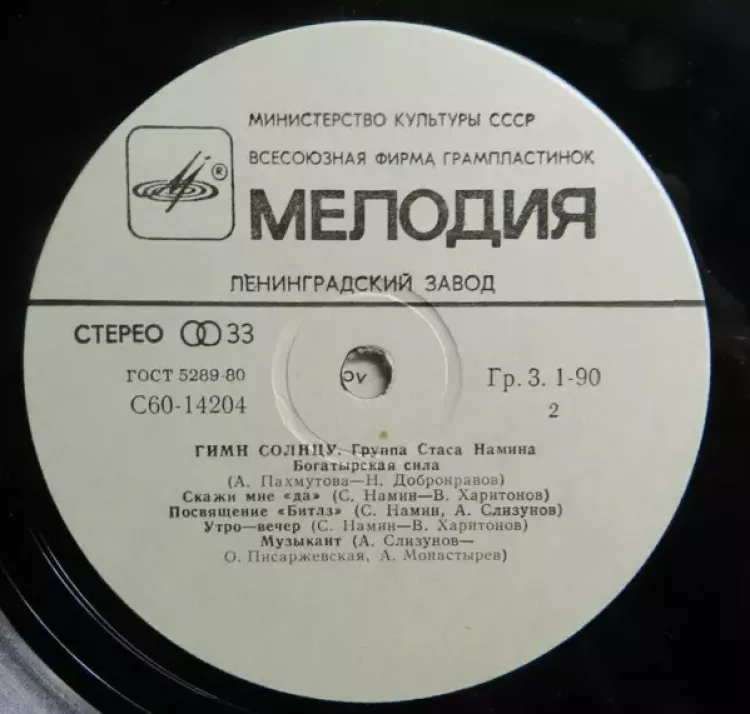 МИНИСТЕРСТВО КУЛЬТУРЫ СССР
ВСЕСОЮЗНАЯ ФИРМА ГРАМПЛАСТИНОК
®
МЕЛОДИЯ
ЛЕНИНГРАДСКИЙ ЗАВОД
СТЕРЕО 33
ГОСТ 5289-80
Гр. 3. 1-90
С60-14204
2
ГИМН СОЛНЦУ. Группа Стаса Намина
Богатырская сила
(А. Пахмутова—Н. Добронравов)
Скажи мне «да» (С. Намин—В. Харитонов)
Посвящение «Битлз» (С. Намин, А. Слизунов)
Утро—вечер (С. Намин—В. Харитонов)
Музыкант (А. Слизунов—
О. Писаржевская, А. Монастырев)